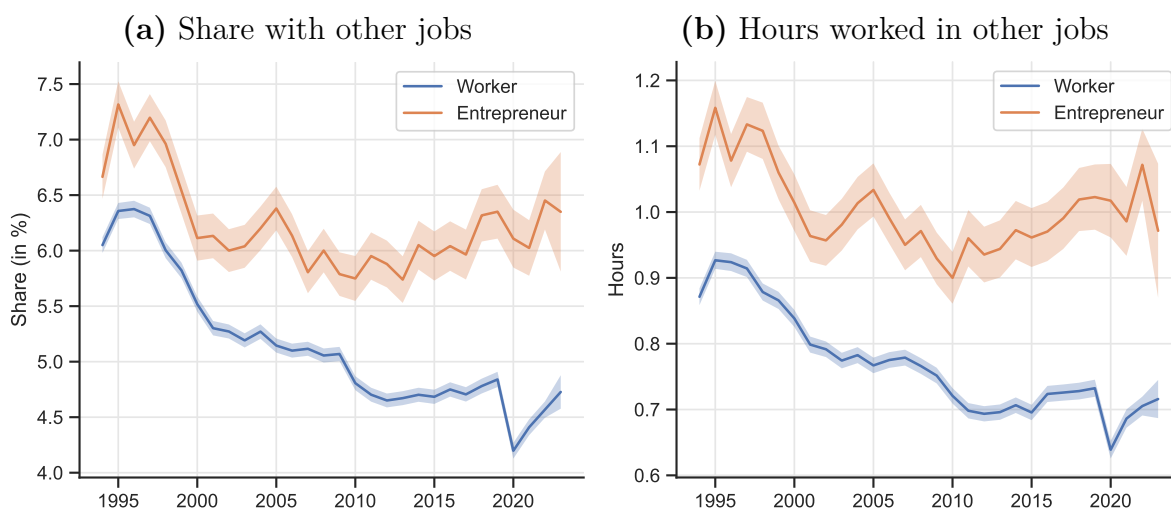 (a) Share with other jobs
Share (in %)
7.5
7.0
6.5
6.0
5.5
5.0
4.5
4.0
1995 2000 2005 2010 2015 2020
Worker
Entrepreneur
(b) Hours worked in other jobs
Hours
1.2
1.1
1.0
0.9
0.8
0.7
0.6
1995 2000 2005 2010 2015 2020
Worker
Entrepreneur